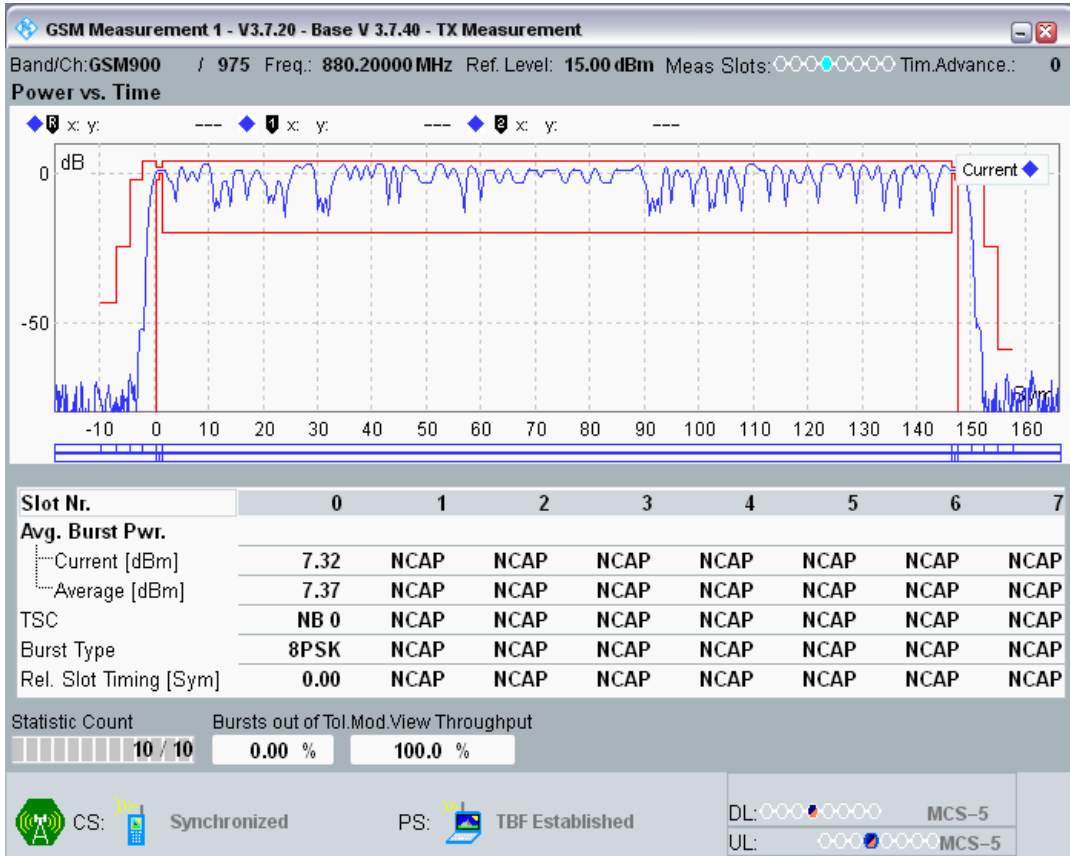 GSM Measurement 1 - V3.7.20 - Base V 3.7.40 - TX Measurement
Band/Ch:GSM900 / 975 Freq.: 880.20000 MHz Ref. Level: 15.00 dBm Meas Slots: Tim.Advance.: 0
Power vs. Time
R x: y: --- 1 x: y: --- 2 x: y: ---
dB
Current
0
-50
Sym
-10 0 10 20 30 40 50 60 70 80 90 100 110 120 130 140 150 160
Slot Nr. 0 1 2 3 4 5 6 7
Avg. Burst Pwr.
Current [dBm] 7.32 NCAP NCAP NCAP NCAP NCAP NCAP NCAP
Average [dBm] 7.37 NCAP NCAP NCAP NCAP NCAP NCAP NCAP
TSC NB 0 NCAP NCAP NCAP NCAP NCAP NCAP NCAP
Burst Type 8PSK NCAP NCAP NCAP NCAP NCAP NCAP NCAP
Rel. Slot Timing [Sym] 0.00 NCAP NCAP NCAP NCAP NCAP NCAP NCAP
Statistic Count Bursts out of Tol.Mod.View Throughput
10 / 10 0.00 % 100.0 %
CS: Synchronized PS: TBF Established
DL: MCS-5
UL: MCS-5